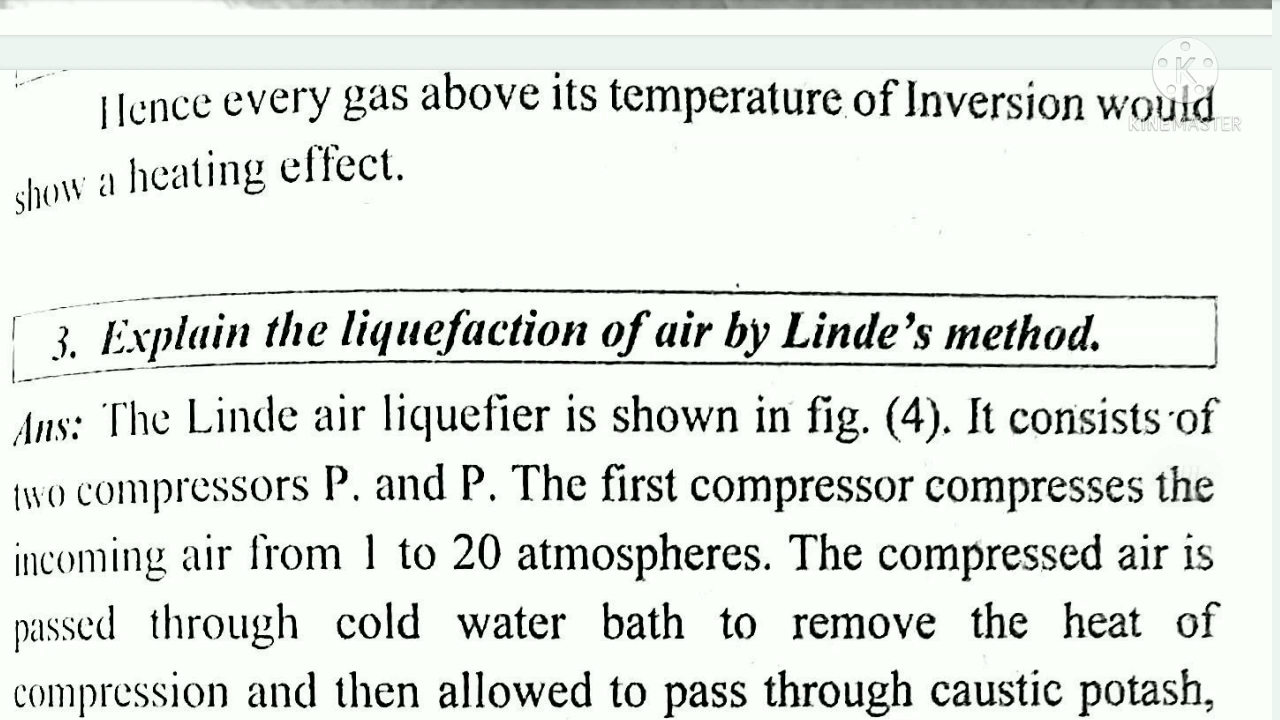 Hence every gas above its temperature of Inversion would
KINEMASTER
show a heating effect.
3. Explain the liquefaction of air by Linde's method.
Ans: The Linde air liquefier is shown in fig. (4). It consists of
two compressors P. and P. The first compressor compresses the
incoming air from 1 to 20 atmospheres. The compressed air is
passed through cold water bath to remove the heat of
compression and then allowed to pass through caustic potash,